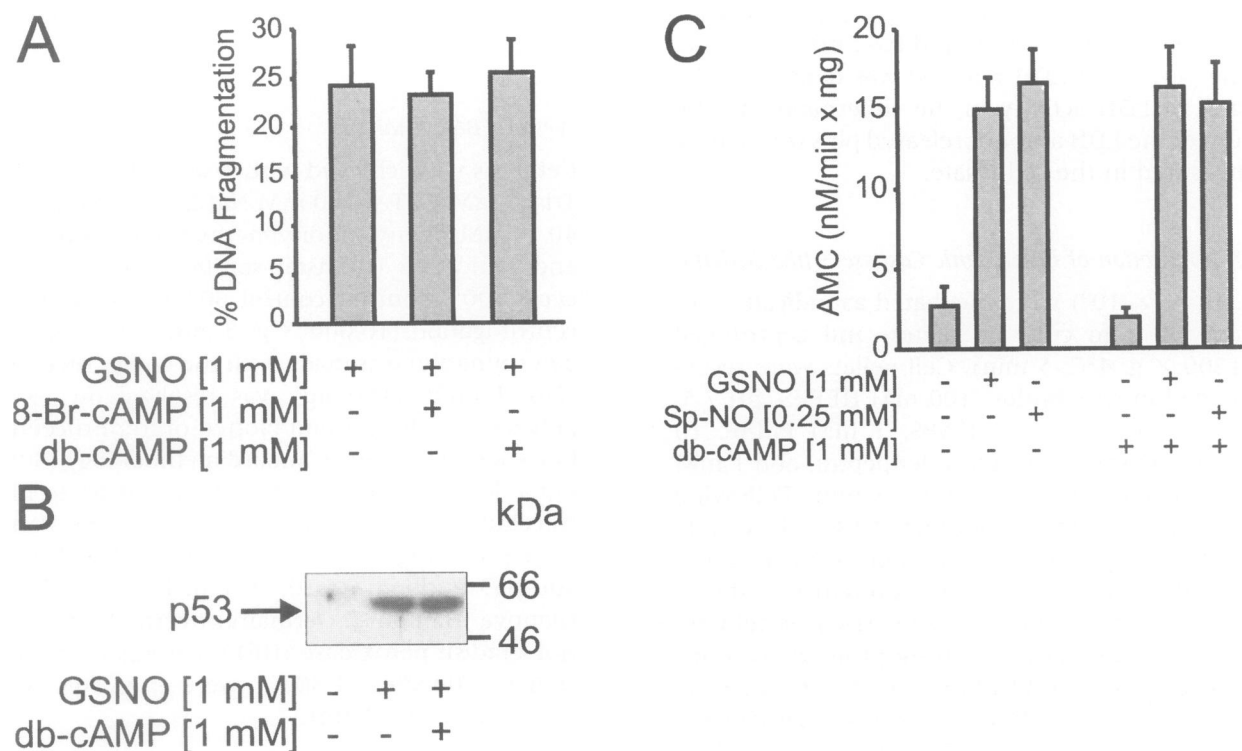 A
% DNA Fragmentation
30
25
20
15
10
5
0
GSNO [1 mM] + + +
8-Br-cAMP [1 mM] - + -
db-cAMP [1 mM] - - +
B
kDa
p53
66
46
GSNO [1 mM] - + +
db-cAMP [1 mM] - - +
C
AMC (nM/min x mg)
20
15
10
5
0
GSNO [1 mM] - + - - + -
Sp-NO [0.25 mM] - - + - - +
db-cAMP [1 mM] - - - + + +